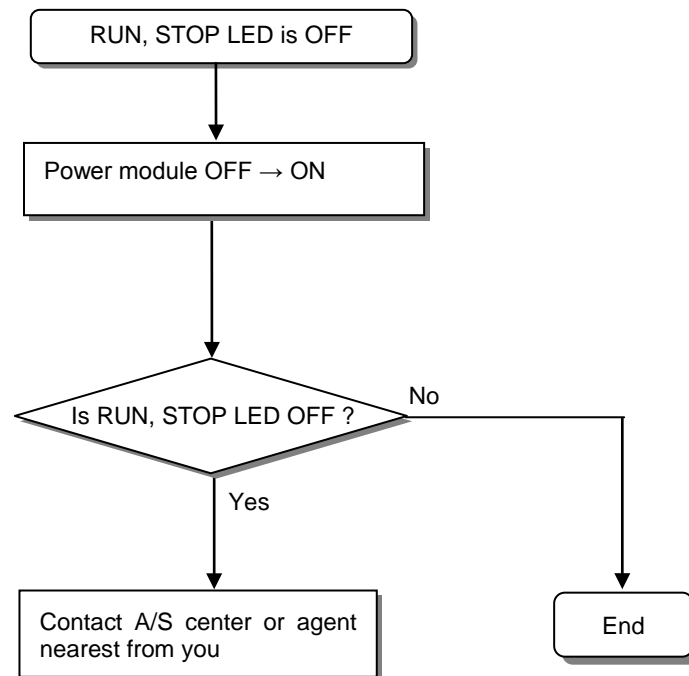 RUN, STOP LED is OFF
Power module OFF → ON
Is RUN, STOP LED OFF ?
No
Yes
Contact A/S center or agent
nearest from you
End